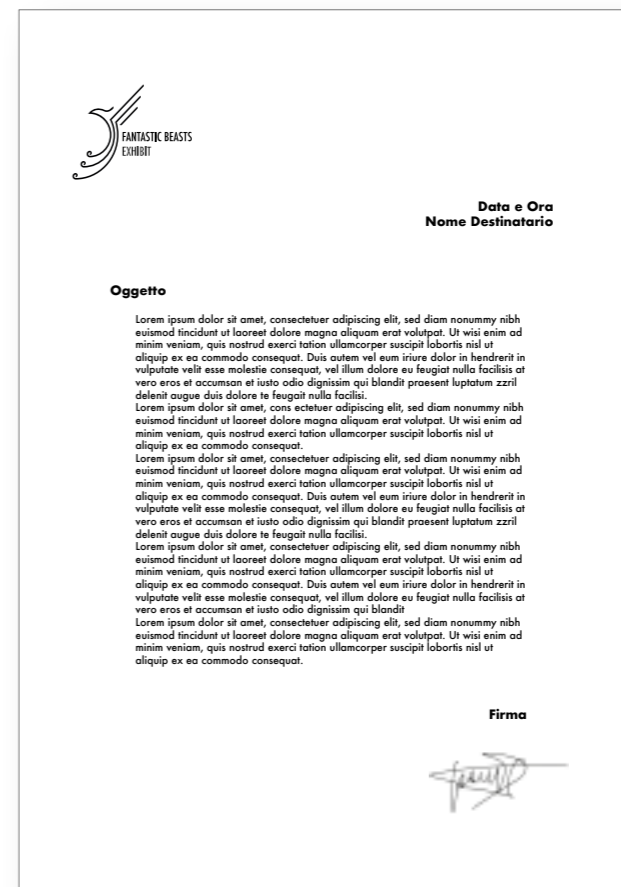 FANTASTIC BEASTS
EXHIBIT
Data e Ora
Nome Destinatario
Oggetto
Lorem ipsum dolor sit amet, consectetuer adipiscing elit, sed diam nonummy nibh
euismod tincidunt ut laoreet dolore magna aliquam erat volutpat. Ut wisi enim ad
minim veniam, quis nostrud exerci tation ullamcorper suscipit lobortis nisl ut
aliquip ex ea commodo consequat. Duis autem vel eum iriure dolor in hendrerit in
vulputate velit esse molestie consequat, vel illum dolore eu feugiat nulla facilisis at
vero eros et accumsan et iusto odio dignissim qui blandit praesent luptatum zzril
delenit augue duis dolore te feugait nulla facilisi.
Lorem ipsum dolor sit amet, cons ectetuer adipiscing elit, sed diam nonummy nibh
euismod tincidunt ut laoreet dolore magna aliquam erat volutpat. Ut wisi enim ad
minim veniam, quis nostrud exerci tation ullamcorper suscipit lobortis nisl ut
aliquip ex ea commodo consequat.
Lorem ipsum dolor sit amet, consectetuer adipiscing elit, sed diam nonummy nibh
euismod tincidunt ut laoreet dolore magna aliquam erat volutpat. Ut wisi enim ad
minim veniam, quis nostrud exerci tation ullamcorper suscipit lobortis nisl ut
aliquip ex ea commodo consequat. Duis autem vel eum iriure dolor in hendrerit in
vulputate velit esse molestie consequat, vel illum dolore eu feugiat nulla facilisis at
vero eros et accumsan et iusto odio dignissim qui blandit praesent luptatum zzril
delenit augue duis dolore te feugait nulla facilisi.
Lorem ipsum dolor sit amet, consectetuer adipiscing elit, sed diam nonummy nibh
euismod tincidunt ut laoreet dolore magna aliquam erat volutpat. Ut wisi enim ad
minim veniam, quis nostrud exerci tation ullamcorper suscipit lobortis nisl ut
aliquip ex ea commodo consequat. Duis autem vel eum iriure dolor in hendrerit in
vulputate velit esse molestie consequat, vel illum dolore eu feugiat nulla facilisis at
vero eros et accumsan et iusto odio dignissim qui blandit
Lorem ipsum dolor sit amet, consectetuer adipiscing elit, sed diam nonummy nibh
euismod tincidunt ut laoreet dolore magna aliquam erat volutpat. Ut wisi enim ad
minim veniam, quis nostrud exerci tation ullamcorper suscipit lobortis nisl ut
aliquip ex ea commodo consequat.
Firma